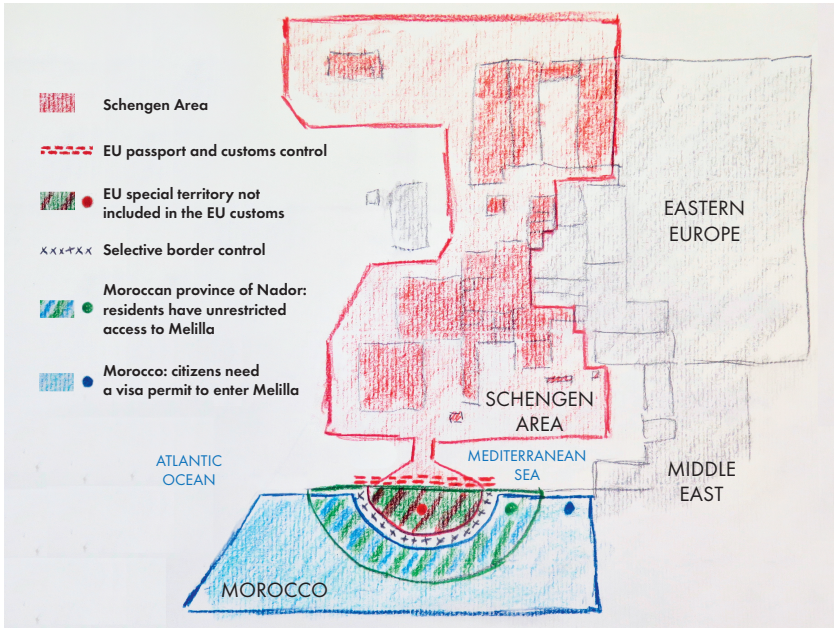 Schengen Area
EU passport and customs control
EU special territory not
included in the EU customs
Selective border control
Moroccan province of Nador:
residents have unrestricted
access to Melilla
Morocco: citizens need
a visa permit to enter Melilla
EASTERN
EUROPE
SCHENGEN
AREA
ATLANTIC
OCEAN
MEDITERRANEAN
SEA
MIDDLE
EAST
MOROCCO